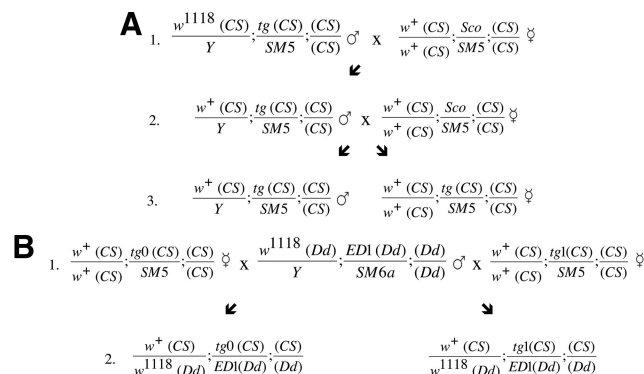 A 1. w1118 (CS)/Y ; tg (CS)/SM5 ; (CS)/(CS) ♂ x w+ (CS)/w+ (CS) ; Sco/SM5 ; (CS)/(CS) ☿
2. w+ (CS)/Y ; tg (CS)/SM5 ; (CS)/(CS) ♂ x w+ (CS)/w+ (CS) ; Sco/SM5 ; (CS)/(CS) ☿
3. w+ (CS)/Y ; tg (CS)/SM5 ; (CS)/(CS) ♂ w+ (CS)/w+ (CS) ; tg (CS)/SM5 ; (CS)/(CS) ☿
B 1. w+ (CS)/w+ (CS) ; tg0 (CS)/SM5 ; (CS)/(CS) ☿ x w1118 (Dd)/Y ; ED1 (Dd)/SM6a ; (Dd)/(Dd) ♂ x w+ (CS)/w+ (CS) ; tg1(CS)/SM5 ; (CS)/(CS) ☿
2. w+ (CS)/w1118 (Dd) ; tg0 (CS)/ED1(Dd) ; (CS)/(Dd) w+ (CS)/w1118 (Dd) ; tg1(CS)/ED1(Dd) ; (CS)/(Dd)